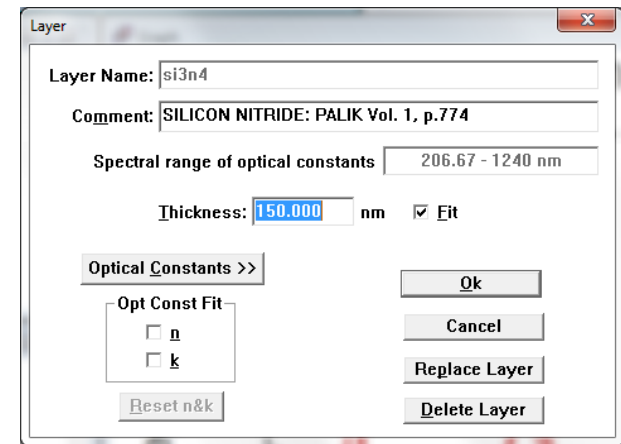 Layer
Layer Name: si3n4
Comment: SILICON NITRIDE: PALIK Vol. 1, p.774
Spectral range of optical constants 206.67 - 1240 nm
Thickness: 150.000 nm Fit
Optical Constants >>
Ok
Opt Const Fit
n
Cancel
k
Replace Layer
Reset n&k
Delete Layer